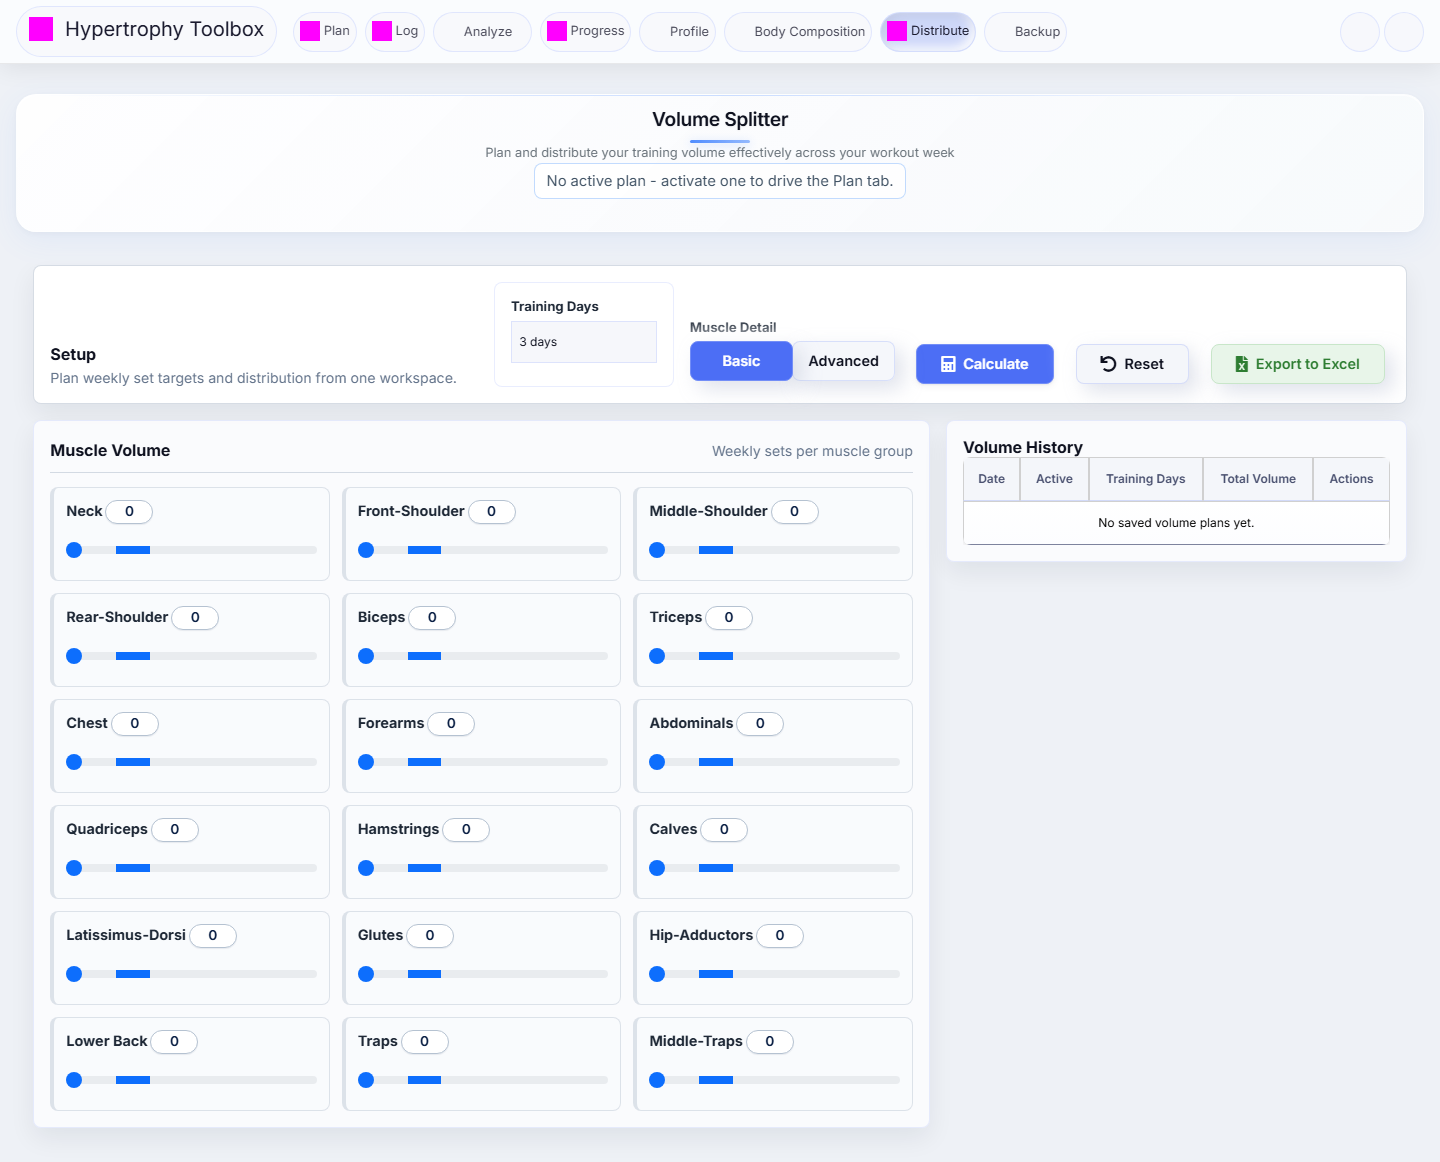 Hypertrophy Toolbox
Plan
Log
Analyze
Progress
Profile
Body Composition
Distribute
Backup
Volume Splitter
Plan and distribute your training volume effectively across your workout week
No active plan - activate one to drive the Plan tab.
Setup
Plan weekly set targets and distribution from one workspace.
Training Days
3 days
Muscle Detail
Basic
Advanced
Calculate
Reset
Export to Excel
Muscle Volume
Weekly sets per muscle group
Neck 0
Front-Shoulder 0
Middle-Shoulder 0
Rear-Shoulder 0
Biceps 0
Triceps 0
Chest 0
Forearms 0
Abdominals 0
Quadriceps 0
Hamstrings 0
Calves 0
Latissimus-Dorsi 0
Glutes 0
Hip-Adductors 0
Lower Back 0
Traps 0
Middle-Traps 0
Volume History
Date Active Training Days Total Volume Actions
No saved volume plans yet.